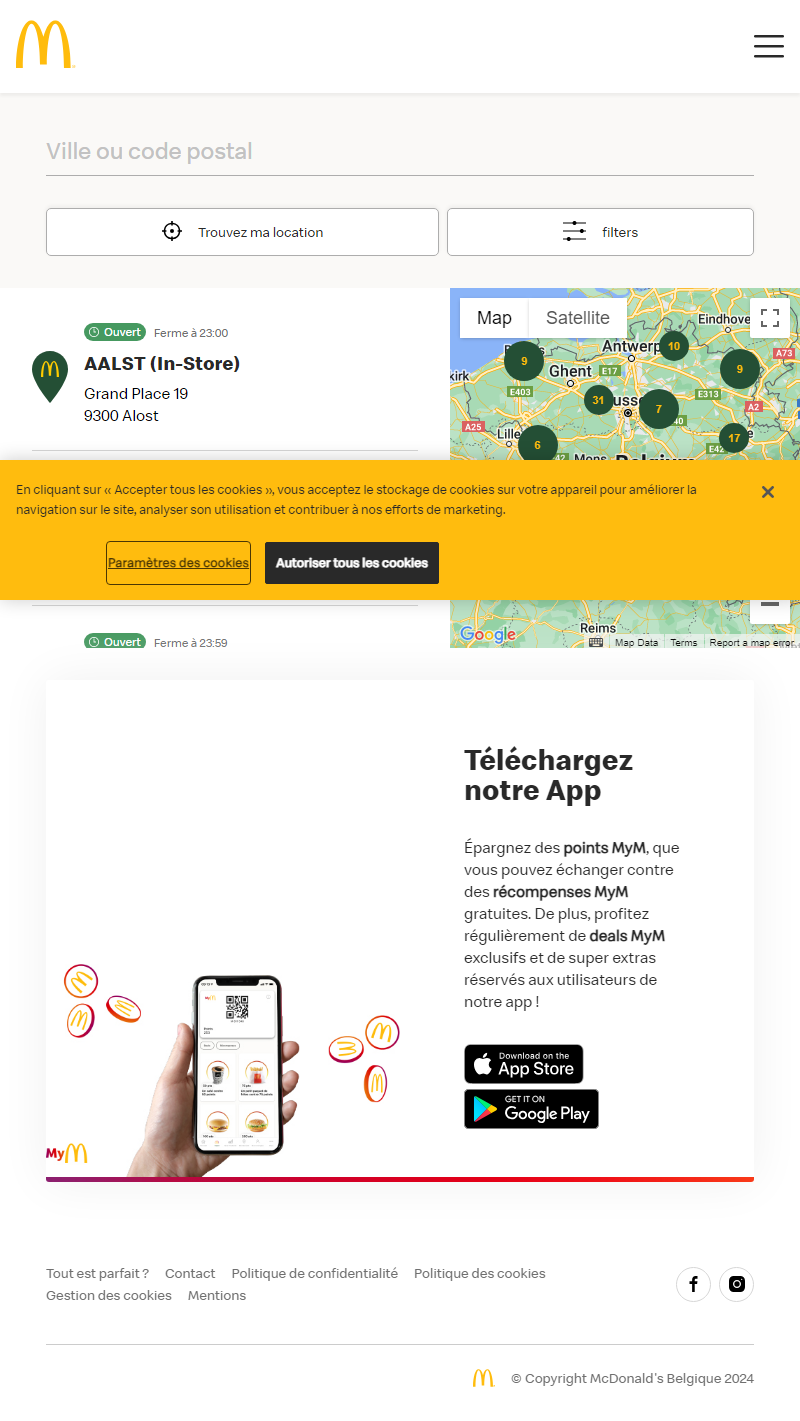 Ville ou code postal
Trouvez ma location
filters
Ouvert
Ferme à 23:00
AALST (In-Store)
Grand Place 19
9300 Alost
Map
Satellite
Eindhove
Antwerp
10
A73
9
9
Ghent
E17
kirk
E403
E313
31
7
A2
A25
Lille
6
17
Mons
En cliquant sur « Accepter tous les cookies », vous acceptez le stockage de cookies sur votre appareil pour améliorer la
navigation sur le site, analyser son utilisation et contribuer à nos efforts de marketing.
Paramètres des cookies
Autoriser tous les cookies
Ouvert
Ferme à 23:59
Reims
Google
Map Data
Terms
Report a map error
Téléchargez
notre App
Épargnez des points MyM, que
vous pouvez échanger contre
des récompenses MyM
gratuites. De plus, profitez
régulièrement de deals MyM
exclusifs et de super extras
réservés aux utilisateurs de
notre app !
Download on the
App Store
GET IT ON
Google Play
My
Tout est parfait ?
Contact
Politique de confidentialité
Politique des cookies
Gestion des cookies
Mentions
© Copyright McDonald's Belgique 2024